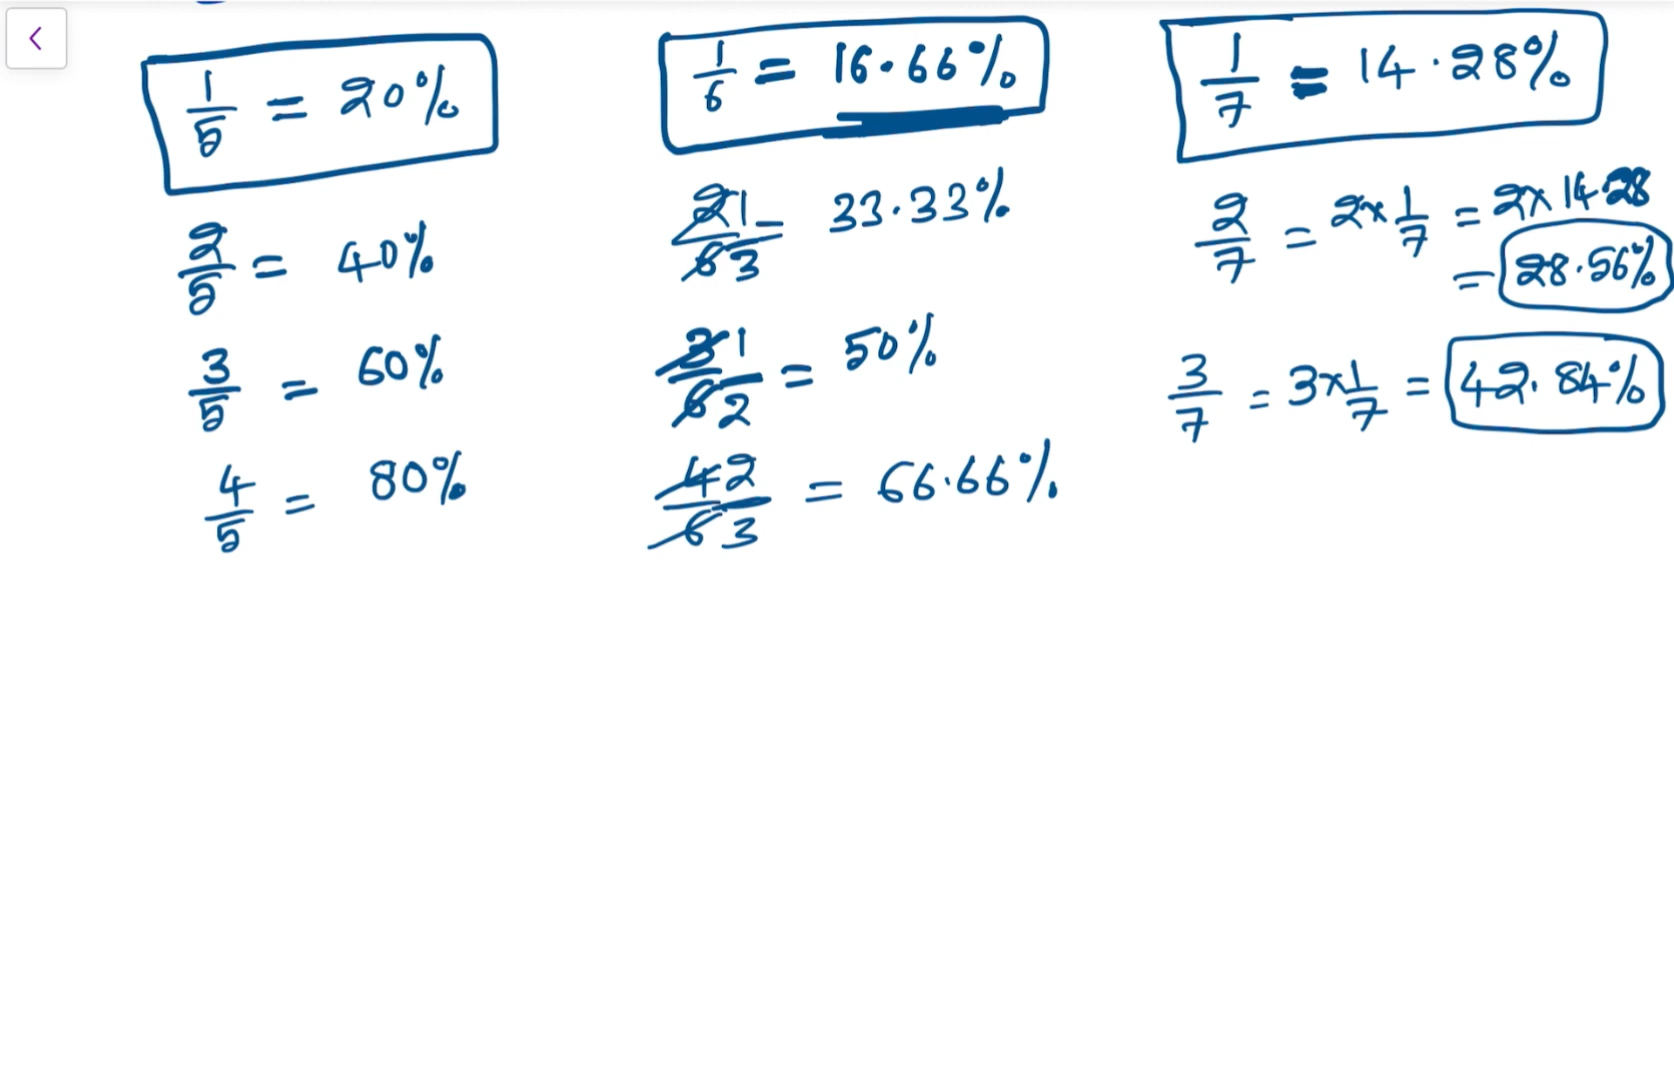 1/5 = 20%
2/5 = 40%
3/5 = 60%
4/5 = 80%
1/6 = 16.66%
2/6 1/3 = 33.33%
3/6 1/2 = 50%
4/6 2/3 = 66.66%
1/7 = 14.28%
2/7 = 2×1/7 = 2×14.28
= 28.56%
3/7 = 3×1/7 = 42.84%